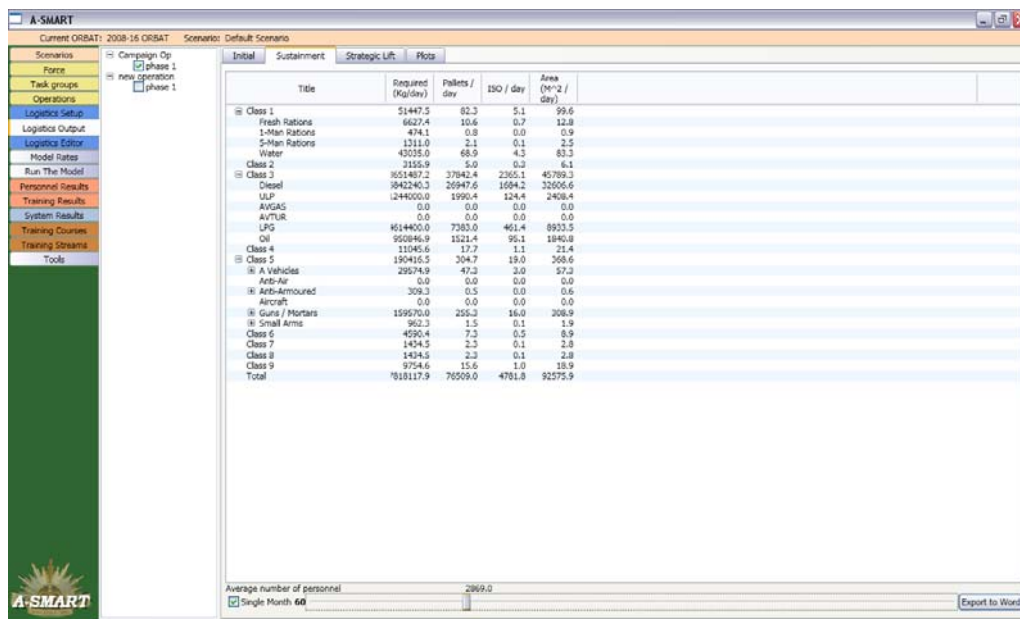 A-SMART
Current ORBAT: 2008-16 ORBAT Scenario: Default Scenario
Scenarios
Force
Task groups
Operations
Logistics Setup
Logistics Output
Logistics Editor
Model Rates
Run The Model
Personnel Results
Training Results
System Results
Training Courses
Training Streams
Tools
Campaign Op
phase 1
new operation
phase 1
Initial Sustainment Strategic Lift Plots
Title Required (Kg/day) Pallets / day ISO / day Area (M^2 / day)
Class 1 51447.5 82.3 5.1 99.6
Fresh Rations 6627.4 10.6 0.7 12.8
1-Man Rations 474.1 0.8 0.0 0.9
5-Man Rations 1311.0 2.1 0.1 2.5
Water 43035.0 68.9 4.3 83.3
Class 2 3155.9 5.0 0.3 6.1
Class 3 3651487.2 37842.4 2365.1 45789.3
Diesel 6842240.3 26947.6 1684.2 32606.6
ULP 1244000.0 1990.4 124.4 2408.4
AVGAS 0.0 0.0 0.0 0.0
AVTUR 0.0 0.0 0.0 0.0
LPG 4614400.0 7383.0 461.4 8933.5
Oil 950846.9 1521.4 95.1 1840.8
Class 4 11045.6 17.7 1.1 21.4
Class 5 190416.5 304.7 19.0 368.6
A Vehicles 29574.9 47.3 3.0 57.3
Anti-Air 0.0 0.0 0.0 0.0
Anti-Armoured 309.3 0.5 0.0 0.6
Aircraft 0.0 0.0 0.0 0.0
Guns / Mortars 159570.0 255.3 16.0 308.9
Small Arms 962.3 1.5 0.1 1.9
Class 6 4590.4 7.3 0.5 8.9
Class 7 1434.5 2.3 0.1 2.8
Class 8 1434.5 2.3 0.1 2.8
Class 9 9754.6 15.6 1.0 18.9
Total 7818117.9 76509.0 4781.8 92575.9
Average number of personnel 2869.0
Single Month 60
Export to Word
A-SMART